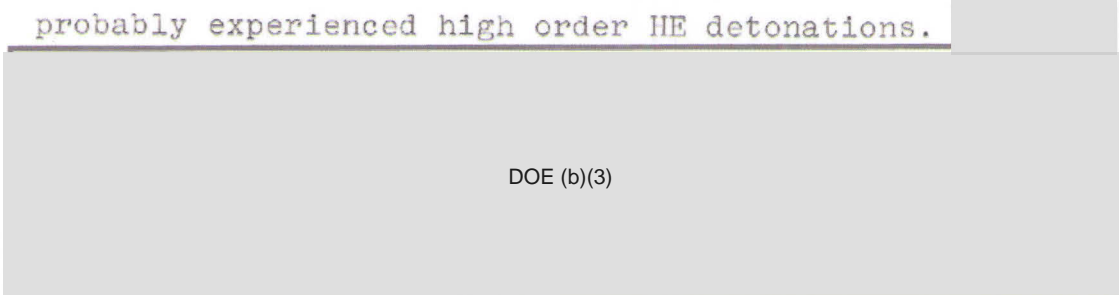 probably experienced high order HE detonations.
DOE (b)(3)